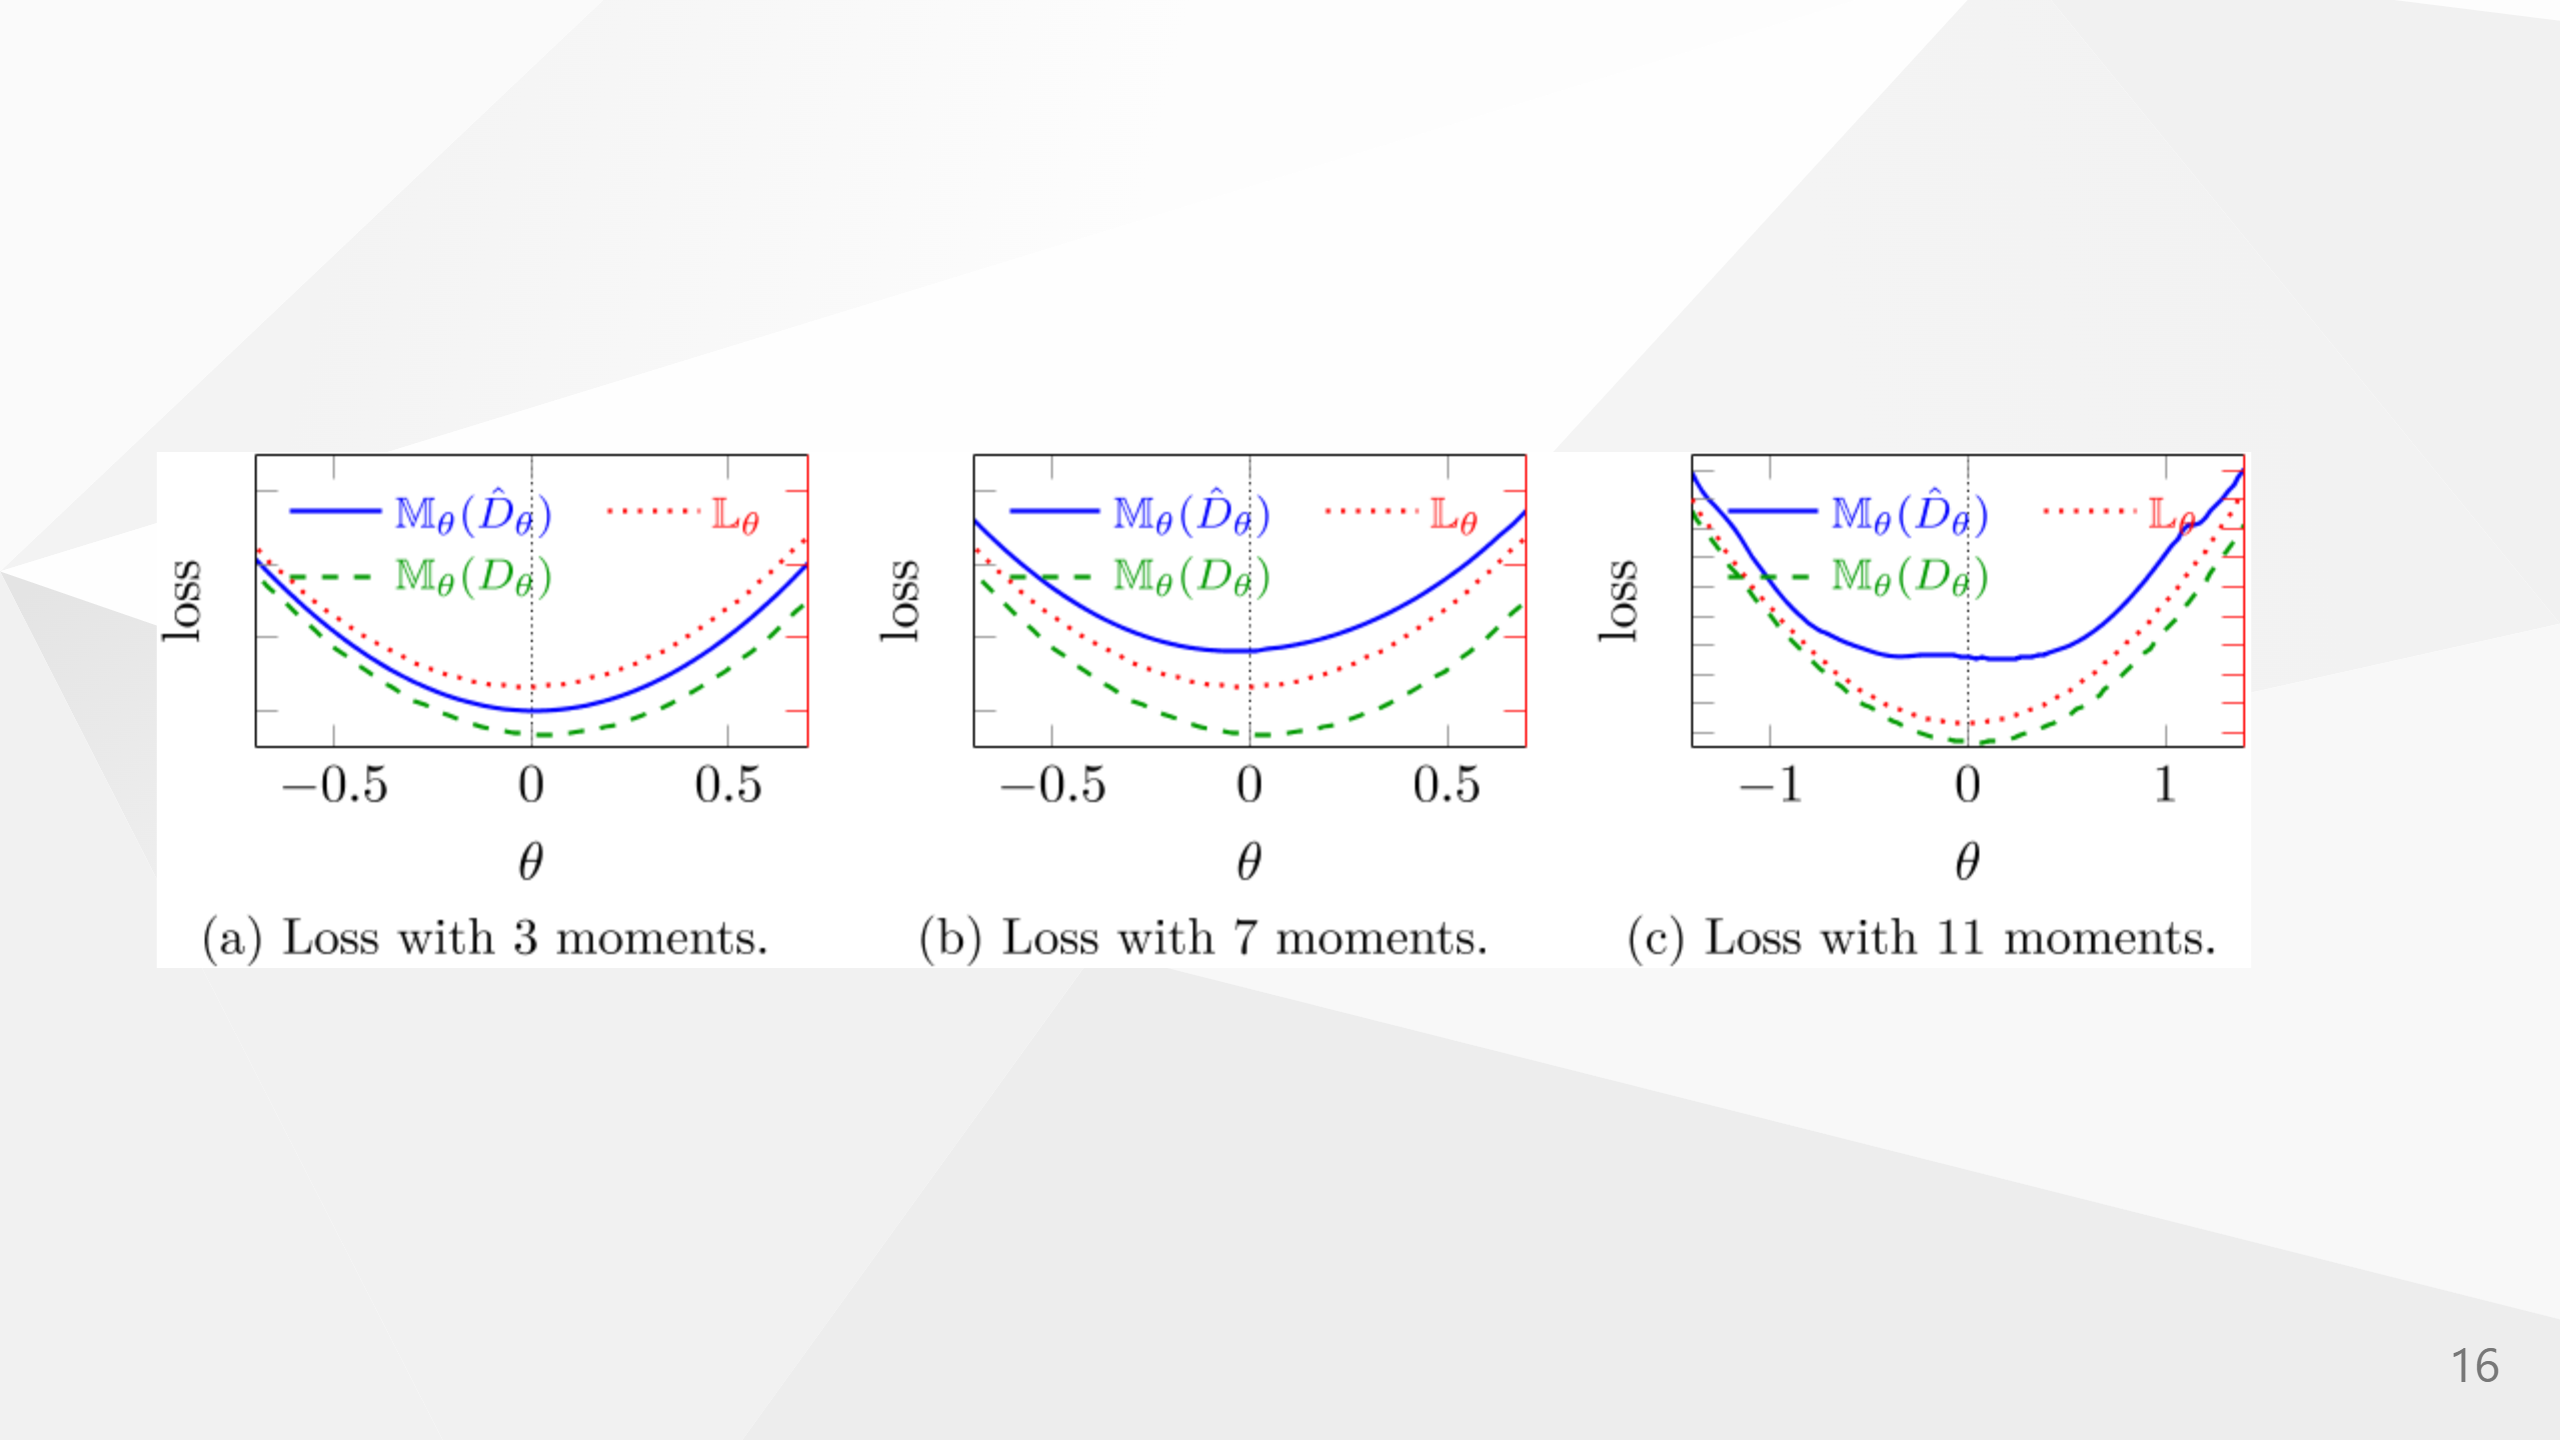 loss
𝕄θ(D̂θ) 𝕃θ
𝕄θ(Dθ)
−0.5 0 0.5
θ
(a) Loss with 3 moments.
loss
𝕄θ(D̂θ) 𝕃θ
𝕄θ(Dθ)
−0.5 0 0.5
θ
(b) Loss with 7 moments.
loss
𝕄θ(D̂θ) 𝕃θ
𝕄θ(Dθ)
−1 0 1
θ
(c) Loss with 11 moments.
16